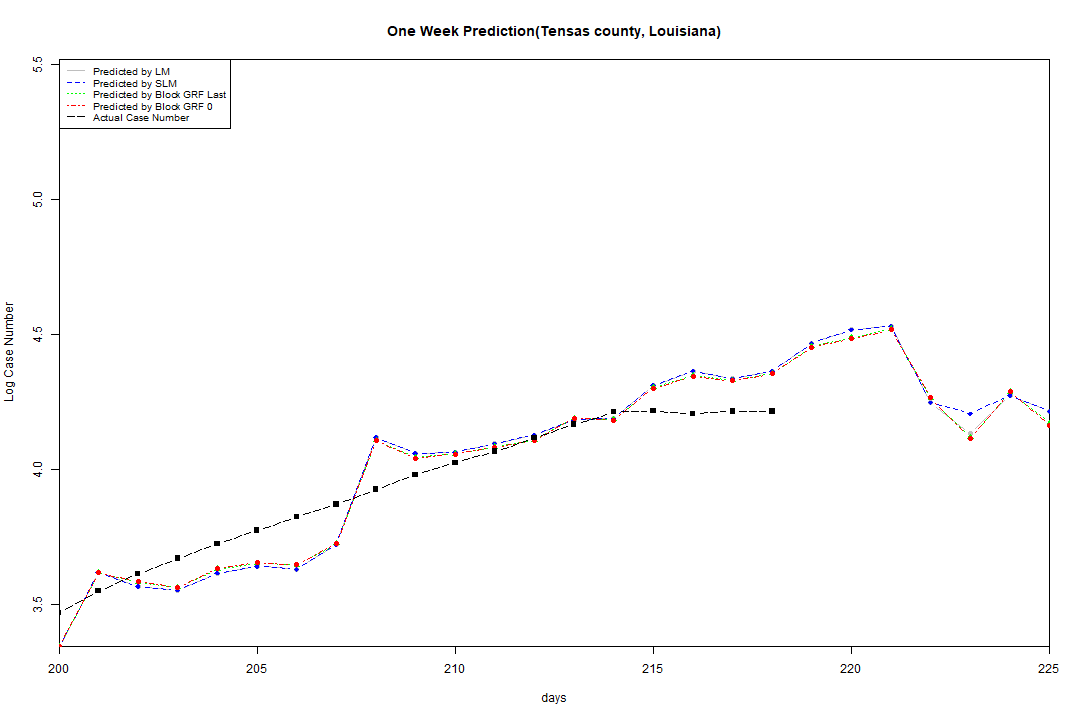 One Week Prediction(Tensas county, Louisiana)
5.5
5.0
4.5
4.0
3.5
Log Case Number
Predicted by LM
Predicted by SLM
Predicted by Block GRF Last
Predicted by Block GRF 0
Actual Case Number
200
205
210
215
220
225
days